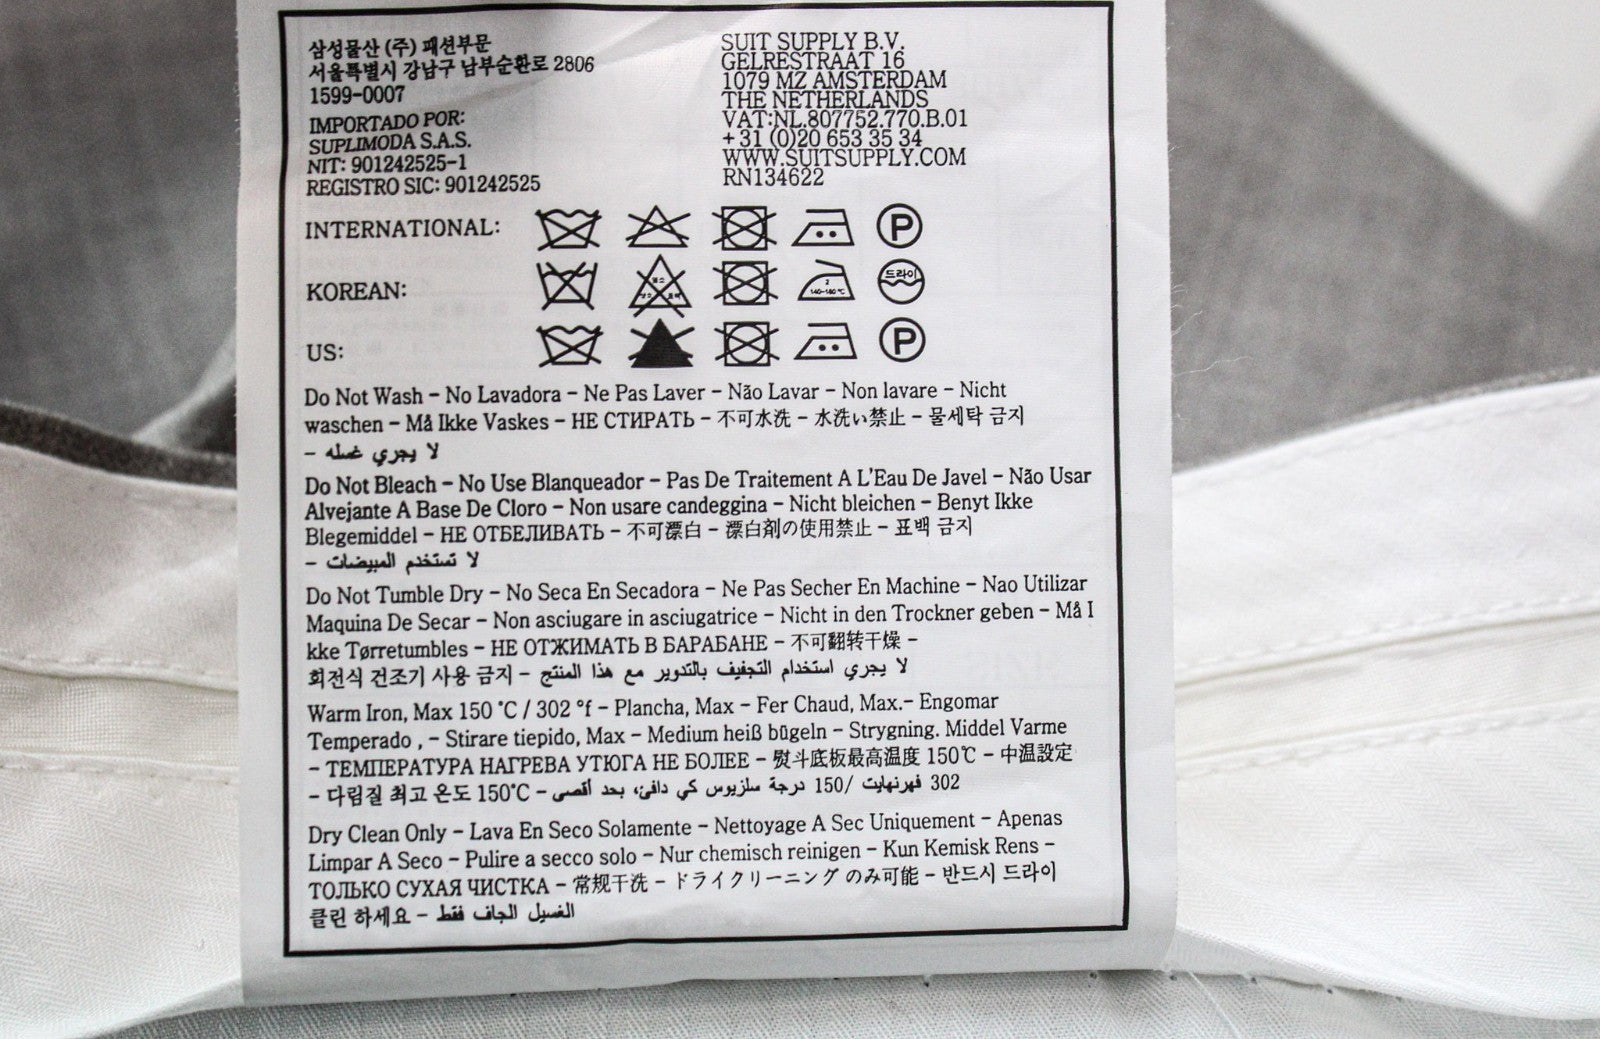 삼성물산 (주) 패션부문
서울특별시 강남구 남부순환로 2806
1599-0007
IMPORTADO POR:
SUPLIMODA S.A.S.
NIT: 901242525-1
REGISTRO SIC: 901242525
SUIT SUPPLY B.V.
GELRESTRAAT 16
1079 MZ AMSTERDAM
THE NETHERLANDS
VAT:NL.807752.770.B.01
+31 (0)20 653 35 34
WWW.SUITSUPPLY.COM
RN134622
INTERNATIONAL: P
KOREAN: 2 140~160℃ 드라이
US: P
Do Not Wash – No Lavadora – Ne Pas Laver – Não Lavar – Non lavare – Nicht
waschen – Må Ikke Vaskes – НЕ СТИРАТЬ – 不可水洗 – 水洗い禁止 – 물세탁 금지
– لا يجري غسله
Do Not Bleach – No Use Blanqueador – Pas De Traitement A L'Eau De Javel – Não Usar
Alvejante A Base De Cloro – Non usare candeggina – Nicht bleichen – Benyt Ikke
Blegemiddel – НЕ ОТБЕЛИВАТЬ – 不可漂白 – 漂白剤の使用禁止 – 표백 금지
– لا تستخدم المبيضات
Do Not Tumble Dry – No Seca En Secadora – Ne Pas Secher En Machine – Nao Utilizar
Maquina De Secar – Non asciugare in asciugatrice – Nicht in den Trockner geben – Må I
kke Tørretumbles – НЕ ОТЖИМАТЬ В БАРАБАНЕ – 不可翻转干燥 –
회전식 건조기 사용 금지 – لا يجري استخدام التجفيف بالتدوير مع هذا المنتج
Warm Iron, Max 150 °C / 302 °f – Plancha, Max – Fer Chaud, Max.– Engomar
Temperado , – Stirare tiepido, Max – Medium heiß bügeln – Strygning. Middel Varme
– ТЕМПЕРАТУРА НАГРЕВА УТЮГА НЕ БОЛЕЕ – 熨斗底板最高温度 150℃ – 中温設定
– 다림질 최고 온도 150°C – 302 فهرنهايت /150 درجة سلزيوس كي دافئ، بحد أقصى
Dry Clean Only – Lava En Seco Solamente – Nettoyage A Sec Uniquement – Apenas
Limpar A Seco – Pulire a secco solo – Nur chemisch reinigen – Kun Kemisk Rens –
ТОЛЬКО СУХАЯ ЧИСТКА – 常规干洗 – ドライクリーニング のみ可能 – 반드시 드라이
클린 하세요 – الغسيل الجاف فقط